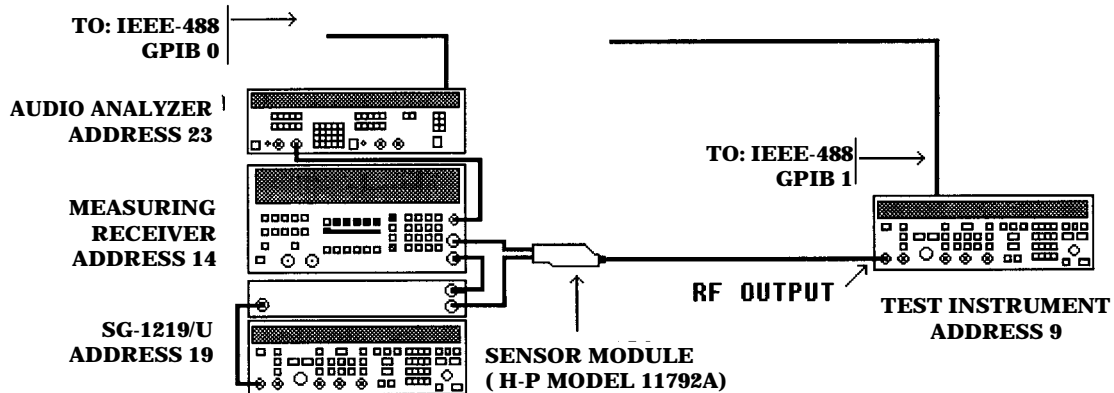 TO: IEEE-488
GPIB 0
AUDIO ANALYZER
ADDRESS 23
TO: IEEE-488
GPIB 1
MEASURING
RECEIVER
ADDRESS 14
RF OUTPUT
TEST INSTRUMENT
ADDRESS 9
SG-1219/U
ADDRESS 19
SENSOR MODULE
( H-P MODEL 11792A)